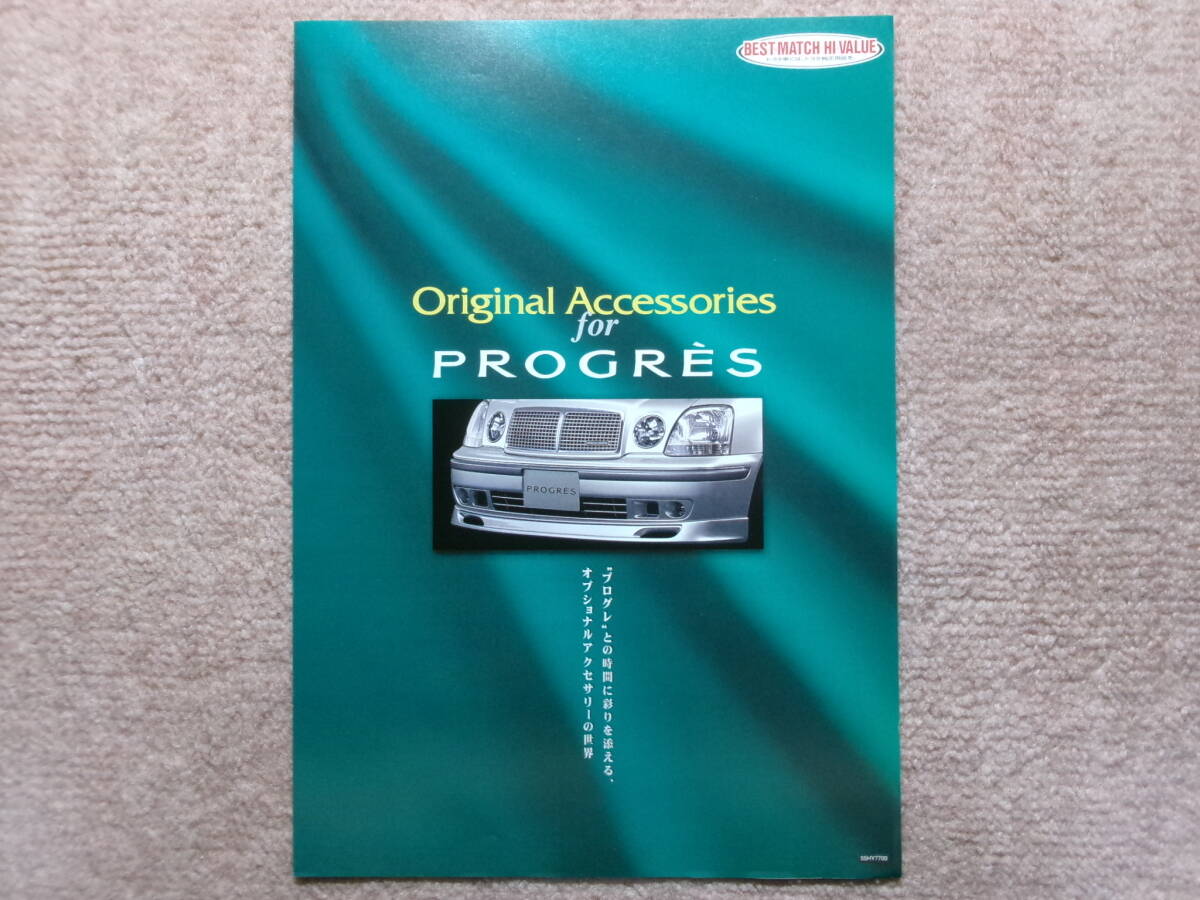 BEST MATCH HI VALUE
Original Accessories
for
PROGRÈS
PROGRÈS
“プログレ”との時間に彩りを添える、
オプショナルアクセサリーの世界